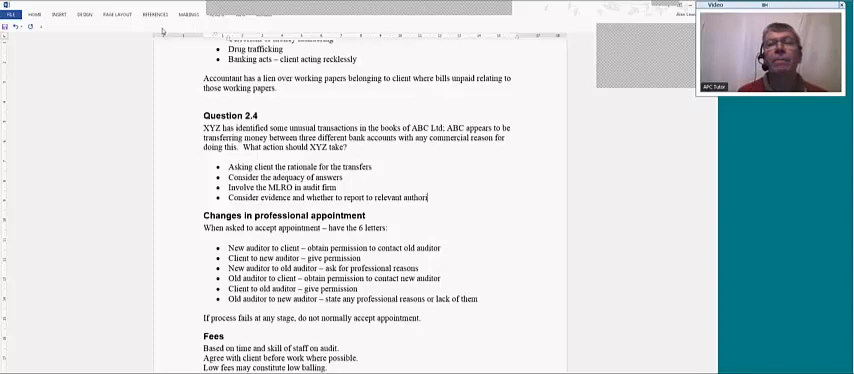 FILE HOME INSERT DESIGN PAGE LAYOUT REFERENCES MAILINGS
Video
APC Tutor
Drug trafficking
Banking acts – client acting recklessly
Accountant has a lien over working papers belonging to client where bills unpaid relating to
those working papers.
Question 2.4
XYZ has identified some unusual transactions in the books of ABC Ltd; ABC appears to be
transferring money between three different bank accounts with any commercial reason for
doing this. What action should XYZ take?
Asking client the rationale for the transfers
Consider the adequacy of answers
Involve the MLRO in audit firm
Consider evidence and whether to report to relevant authori
Changes in professional appointment
When asked to accept appointment – have the 6 letters:
New auditor to client – obtain permission to contact old auditor
Client to new auditor – give permission
New auditor to old auditor – ask for professional reasons
Old auditor to client – obtain permission to contact new auditor
Client to old auditor – give permission
Old auditor to new auditor – state any professional reasons or lack of them
If process fails at any stage, do not normally accept appointment.
Fees
Based on time and skill of staff on audit.
Agree with client before work where possible.
Low fees may constitute low balling.